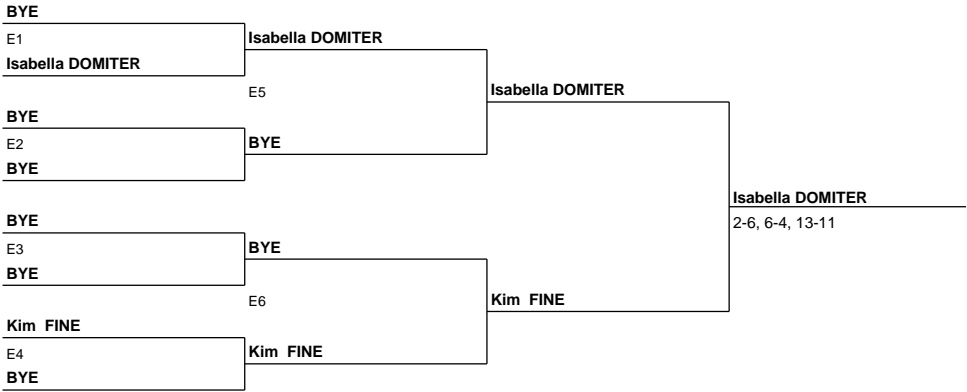 BYE
E1
Isabella DOMITER
BYE
E2
BYE
BYE
E3
BYE
Kim FINE
E4
BYE
Isabella DOMITER
E5
BYE
BYE
E6
Kim FINE
Isabella DOMITER
Kim FINE
Isabella DOMITER
2-6, 6-4, 13-11